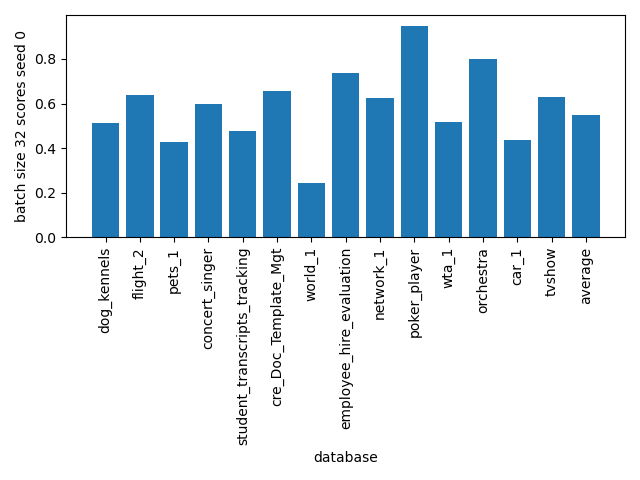 batch size 32 scores seed 0
0.8
0.6
0.4
0.2
0.0
dog_kennels
flight_2
pets_1
concert_singer
student_transcripts_tracking
cre_Doc_Template_Mgt
world_1
employee_hire_evaluation
network_1
poker_player
wta_1
orchestra
car_1
tvshow
average
database